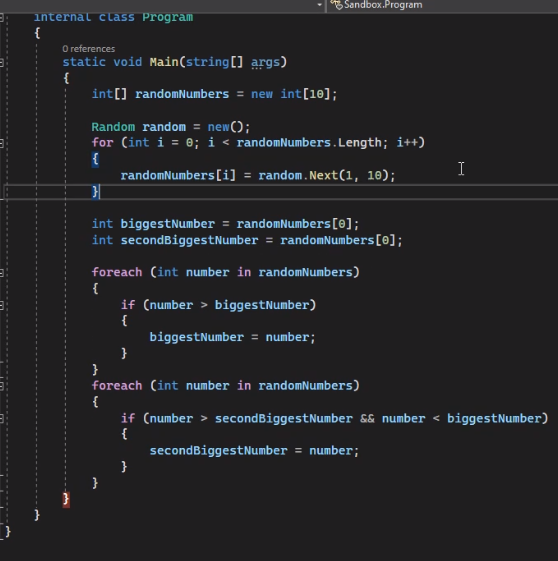 Sandbox.Program
internal class Program
{
0 references
static void Main(string[] args)
{
int[] randomNumbers = new int[10];
Random random = new();
for (int i = 0; i < randomNumbers.Length; i++)
{
randomNumbers[i] = random.Next(1, 10);
}
int biggestNumber = randomNumbers[0];
int secondBiggestNumber = randomNumbers[0];
foreach (int number in randomNumbers)
{
if (number > biggestNumber)
{
biggestNumber = number;
}
}
foreach (int number in randomNumbers)
{
if (number > secondBiggestNumber && number < biggestNumber)
{
secondBiggestNumber = number;
}
}
}
}
}